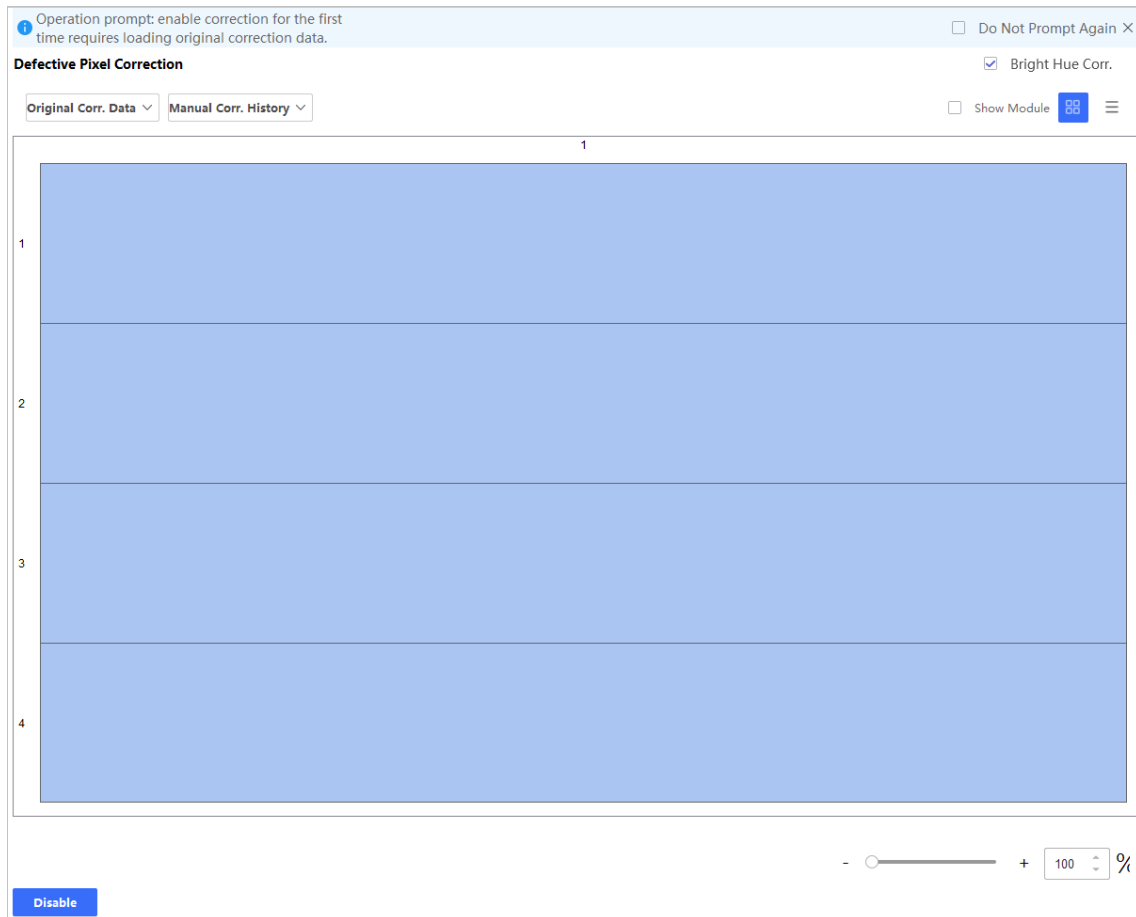 Operation prompt: enable correction for the first
time requires loading original correction data.
Do Not Prompt Again
Defective Pixel Correction
Bright Hue Corr.
Original Corr. Data
Manual Corr. History
Show Module
1
1
2
3
4
-
+
100
%
Disable